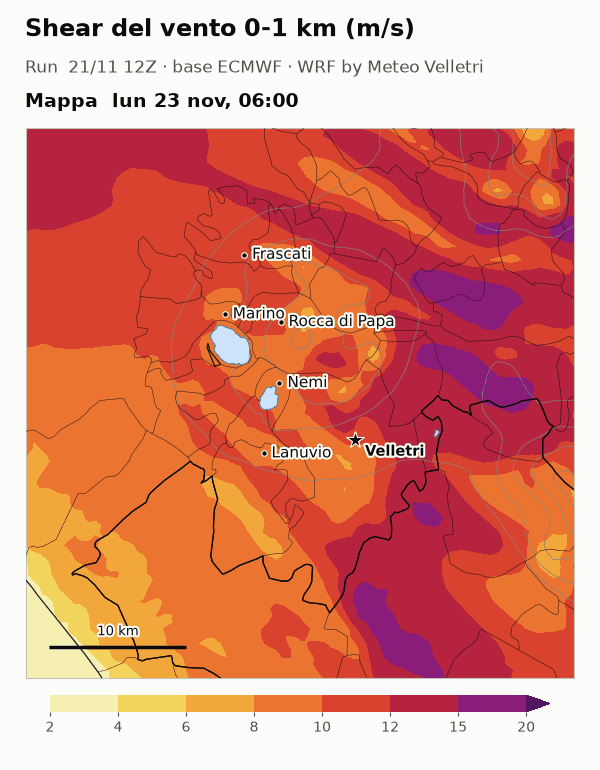 Shear del vento 0-1 km (m/s)
Run  21/11 12Z · base ECMWF · WRF by Meteo Velletri
Mappa  lun 23 nov, 06:00
Frascati
Marino
Rocca di Papa
Nemi
Velletri
Lanuvio
10 km
2 4 6 8 10 12 15 20